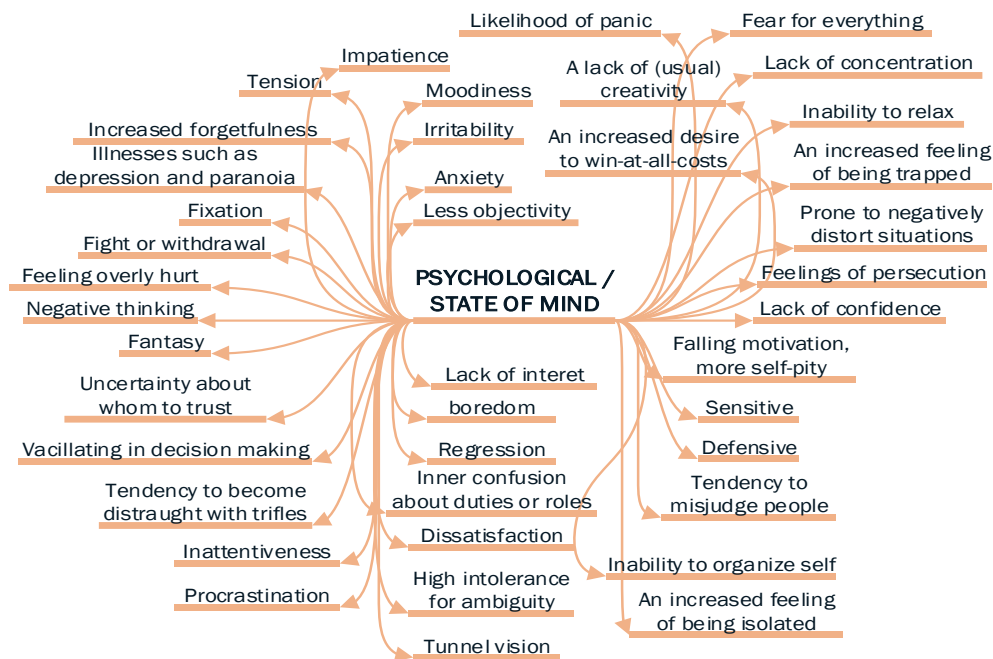 Likelihood of panic
Fear for everything
Impatience
Lack of concentration
Tension
A lack of (usual)
creativity
Moodiness
Inability to relax
Increased forgetfulness
Irritability
An increased desire
to win-at-all-costs
An increased feeling
of being trapped
Illnesses such as
depression and paranoia
Anxiety
Fixation
Less objectivity
Prone to negatively
distort situations
Fight or withdrawal
Feeling overly hurt
PSYCHOLOGICAL /
STATE OF MIND
Feelings of persecution
Negative thinking
Lack of confidence
Fantasy
Falling motivation,
more self-pity
Lack of interet
Uncertainty about
whom to trust
boredom
Sensitive
Vacillating in decision making
Regression
Defensive
Inner confusion
about duties or roles
Tendency to
misjudge people
Tendency to become
distraught with trifles
Dissatisfaction
Inattentiveness
Inability to organize self
High intolerance
for ambiguity
Procrastination
An increased feeling
of being isolated
Tunnel vision